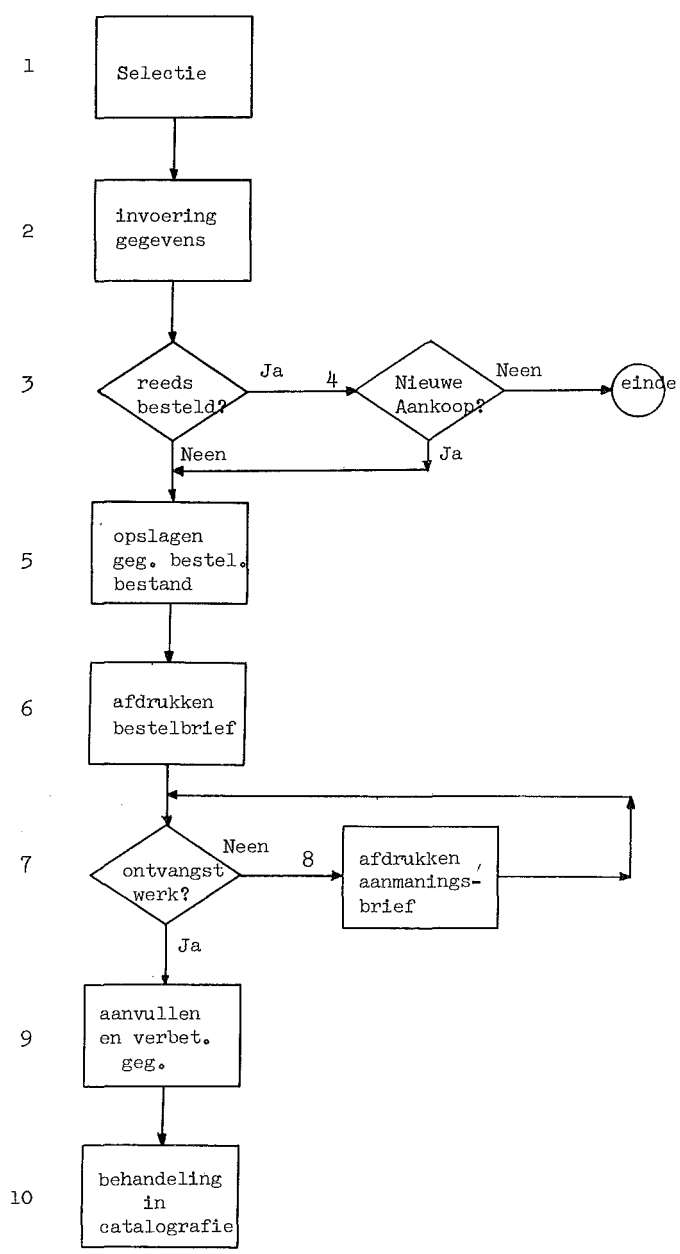 1
Selectie
2
invoering
gegevens
3
reeds
besteld?
Ja
4
Nieuwe
Aankoop?
Neen
einde
Neen
Ja
5
opslagen
geg. bestel.
bestand
6
afdrukken
bestelbrief
7
ontvangst
werk?
Neen
8
afdrukken
aanmanings-
brief
Ja
9
aanvullen
en verbet.
geg.
10
behandeling
in
catalografie